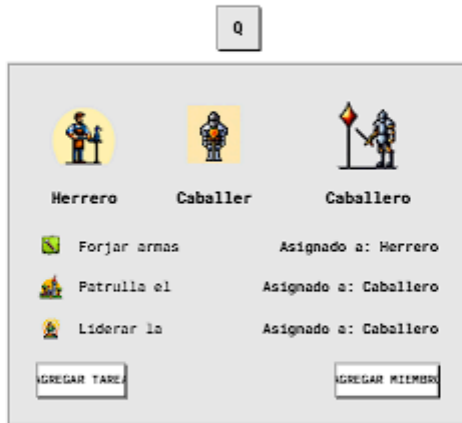 Q
Herrero Caballer Caballero
Forjar armas Asignado a: Herrero
Patrulla el Asignado a: Caballero
Liderar la Asignado a: Caballero
AGREGAR TAREA AGREGAR MIEMBRO